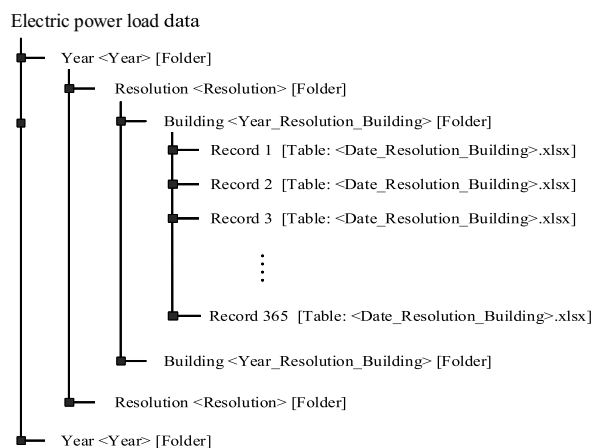 Electric power load data
Year <Year> [Folder]
Resolution <Resolution> [Folder]
Building <Year_Resolution_Building> [Folder]
Record 1 [Table: <Date_Resolution_Building>.xlsx]
Record 2 [Table: <Date_Resolution_Building>.xlsx]
Record 3 [Table: <Date_Resolution_Building>.xlsx]
Record 365 [Table: <Date_Resolution_Building>.xlsx]
Building <Year_Resolution_Building> [Folder]
Resolution <Resolution> [Folder]
Year <Year> [Folder]